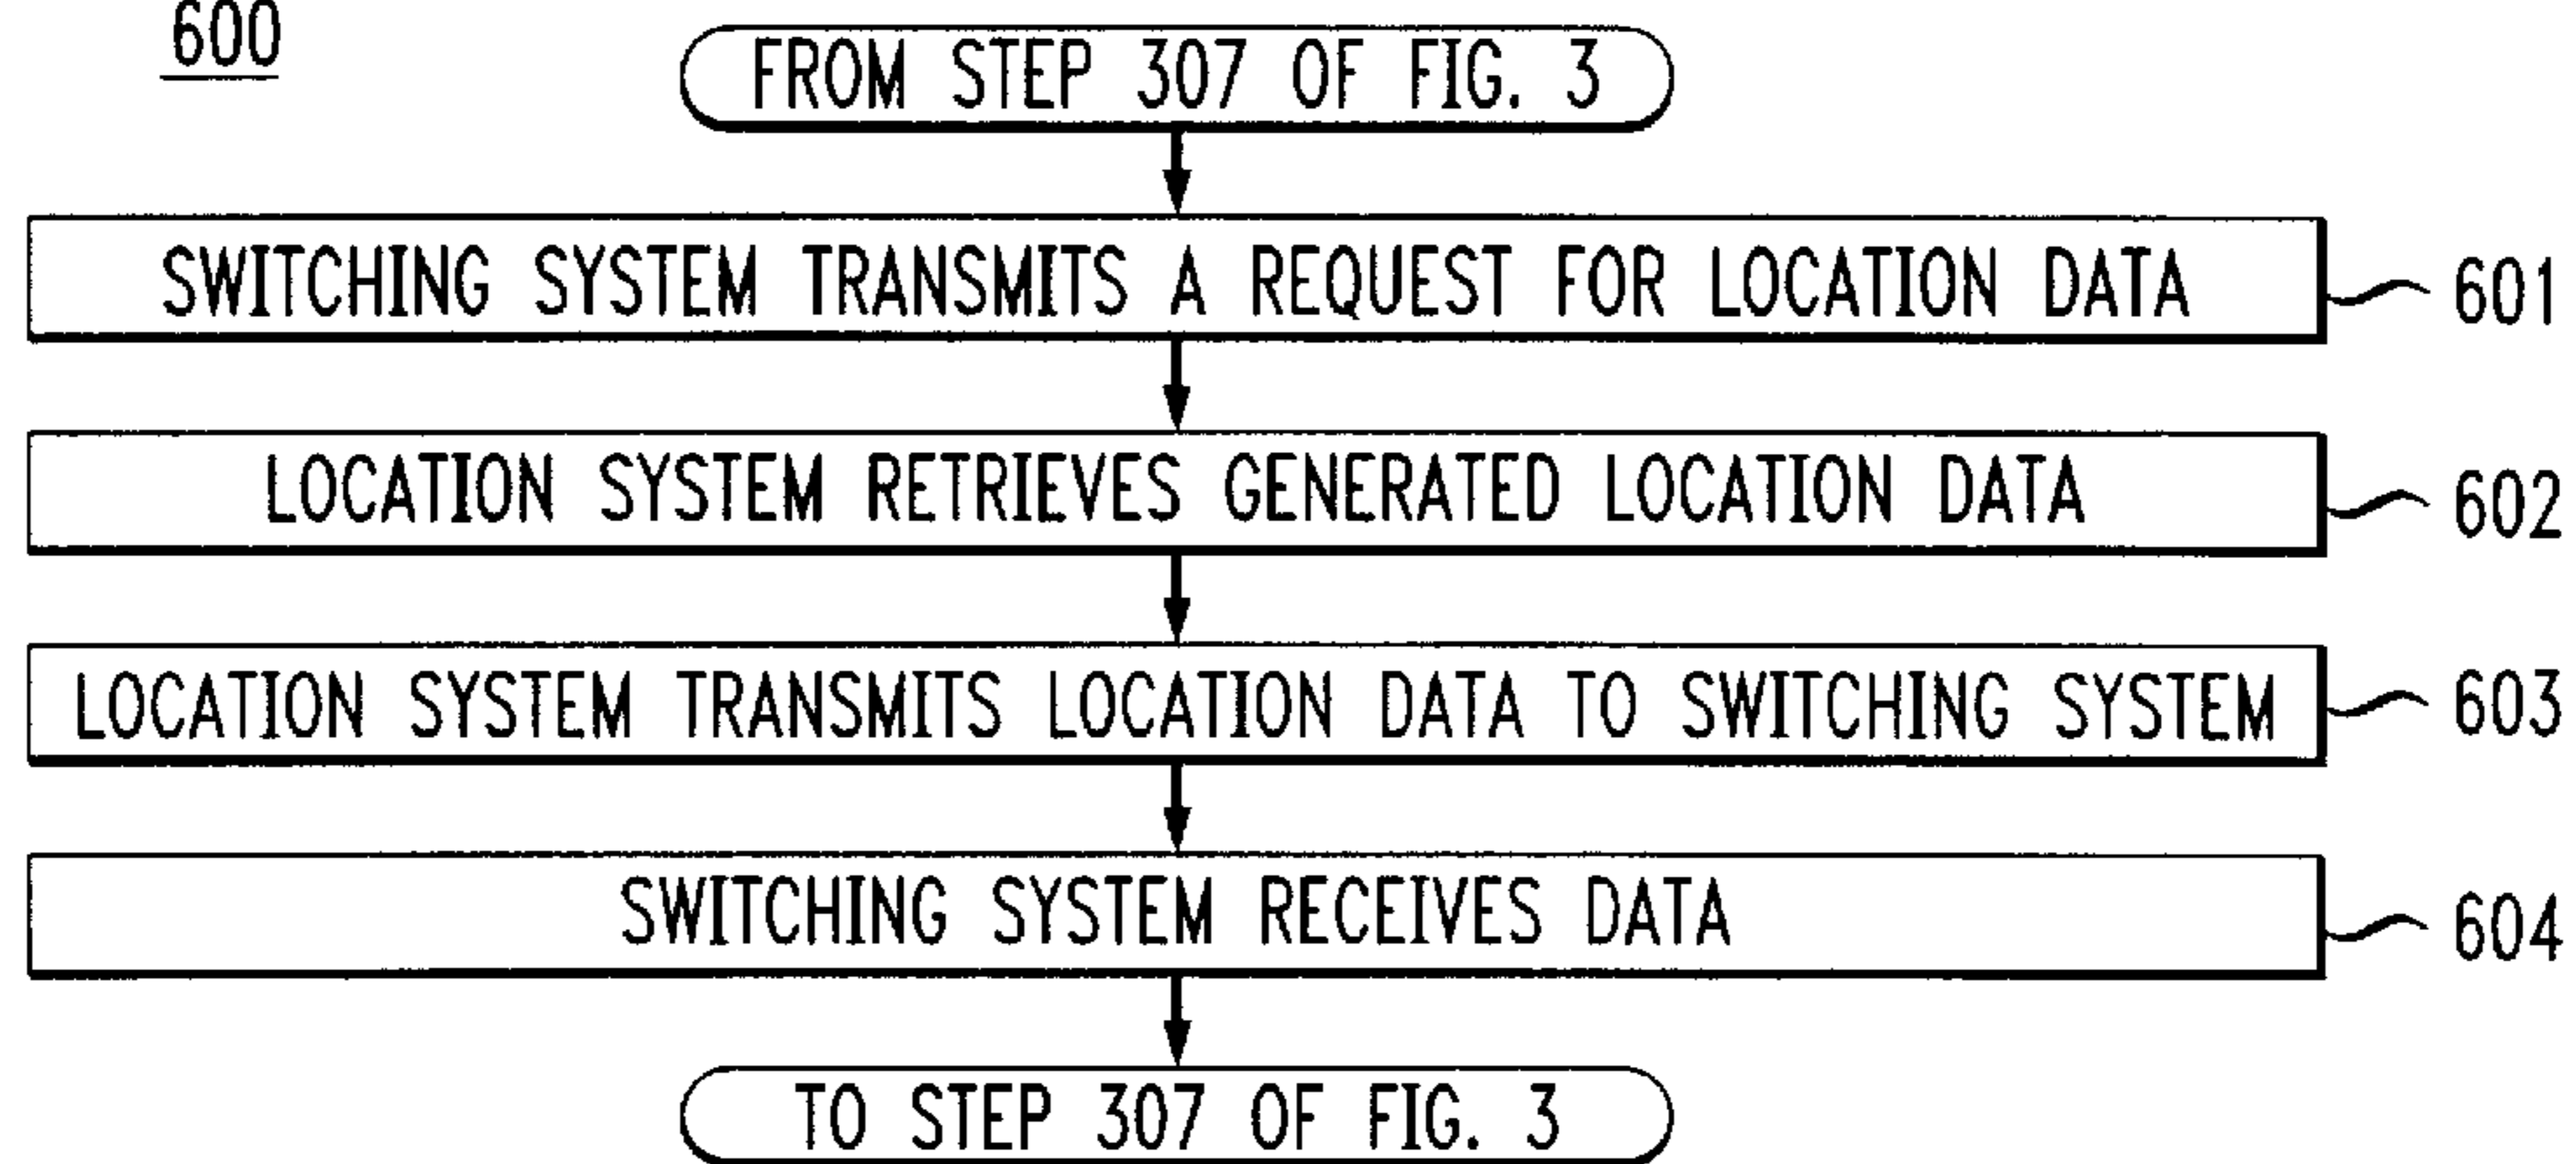 600
FROM STEP 307 OF FIG. 3
SWITCHING SYSTEM TRANSMITS A REQUEST FOR LOCATION DATA
601
LOCATION SYSTEM RETRIEVES GENERATED LOCATION DATA
602
LOCATION SYSTEM TRANSMITS LOCATION DATA TO SWITCHING SYSTEM
603
SWITCHING SYSTEM RECEIVES DATA
604
TO STEP 307 OF FIG. 3